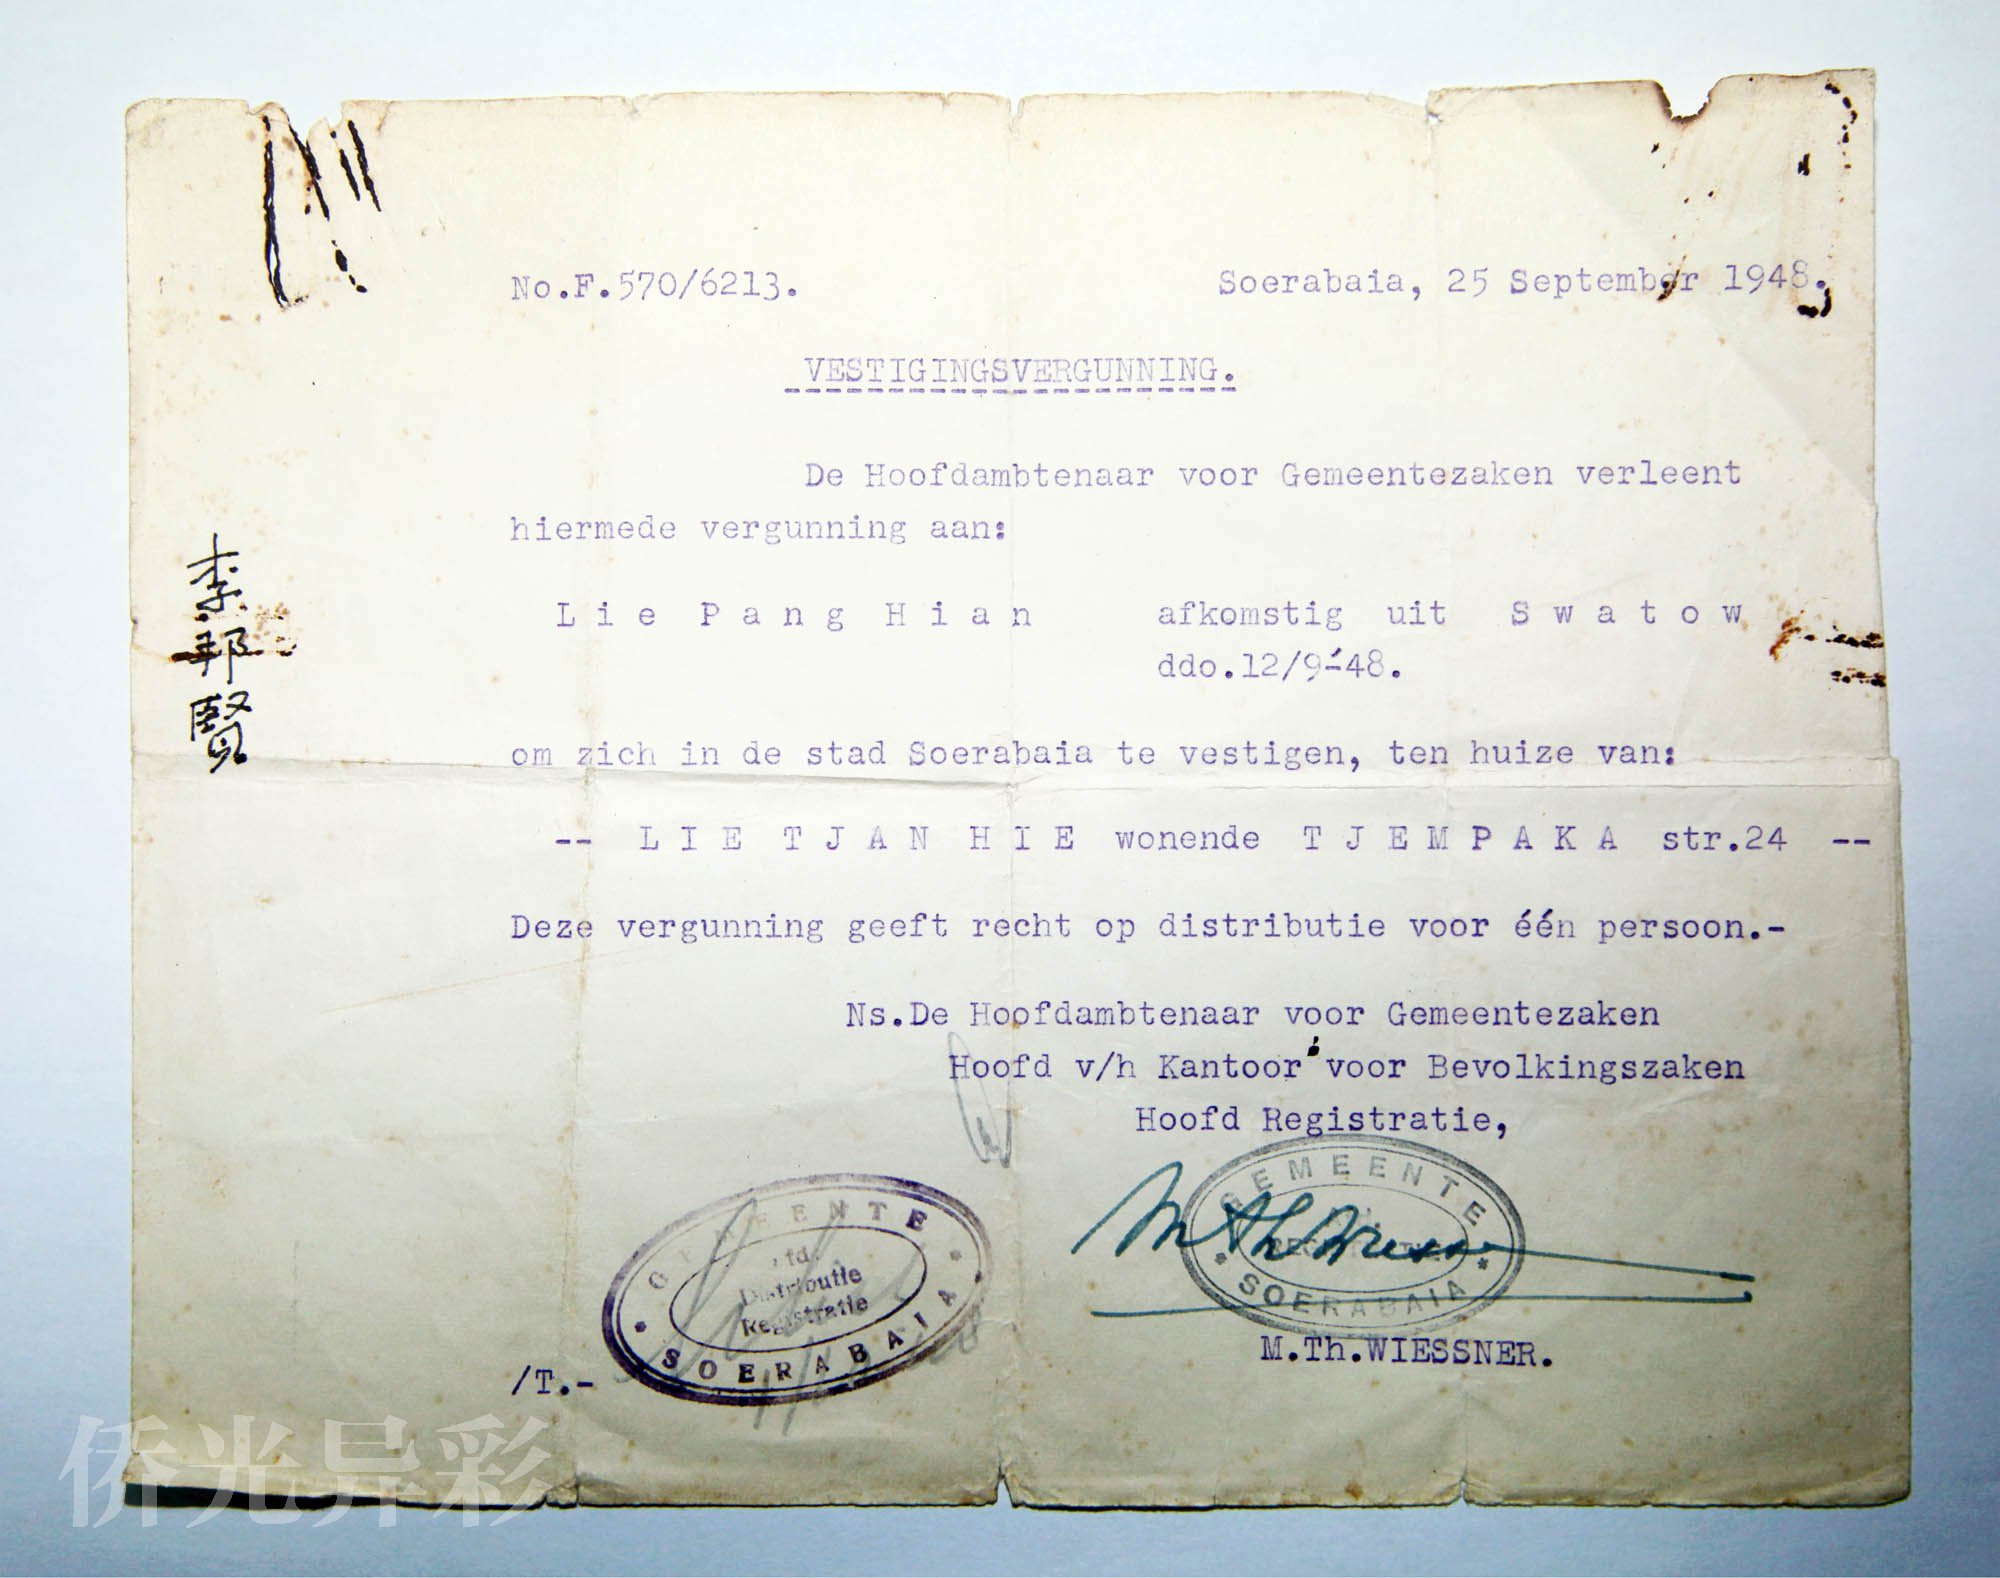 No.F.570/6213.
Soerabaia, 25 September 1948.
VESTIGINGSVERGUNNING.
De Hoofdambtenaar voor Gemeentezaken verleent
hiermede vergunning aan:
Lie Pang Hian afkomstig uit Swatow
ddo.12/9-48.
om zich in de stad Soerabaia te vestigen, ten huize van:
-- LIE TJAN HIE wonende TJEMPAKA str.24 --
Deze vergunning geeft recht op distributie voor één persoon.-
Ns.De Hoofdambtenaar voor Gemeentezaken
Hoofd v/h Kantoor voor Bevolkingszaken
Hoofd Registratie,
李邦賢
GEMEENTE
Distributie
Registratie
SOERABAIA
GEMEENTE
SOERABAIA
M.Th.WIESSNER.
/T.-
侨光异彩